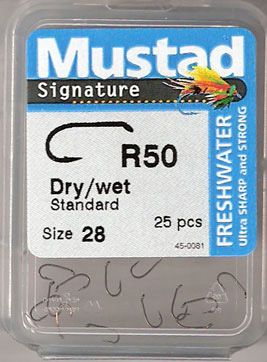 Mustad
Signature
R50
Dry/wet
Standard
25 pcs
Size 28
45-0081
FRESHWATER
Ultra SHARP and STRONG